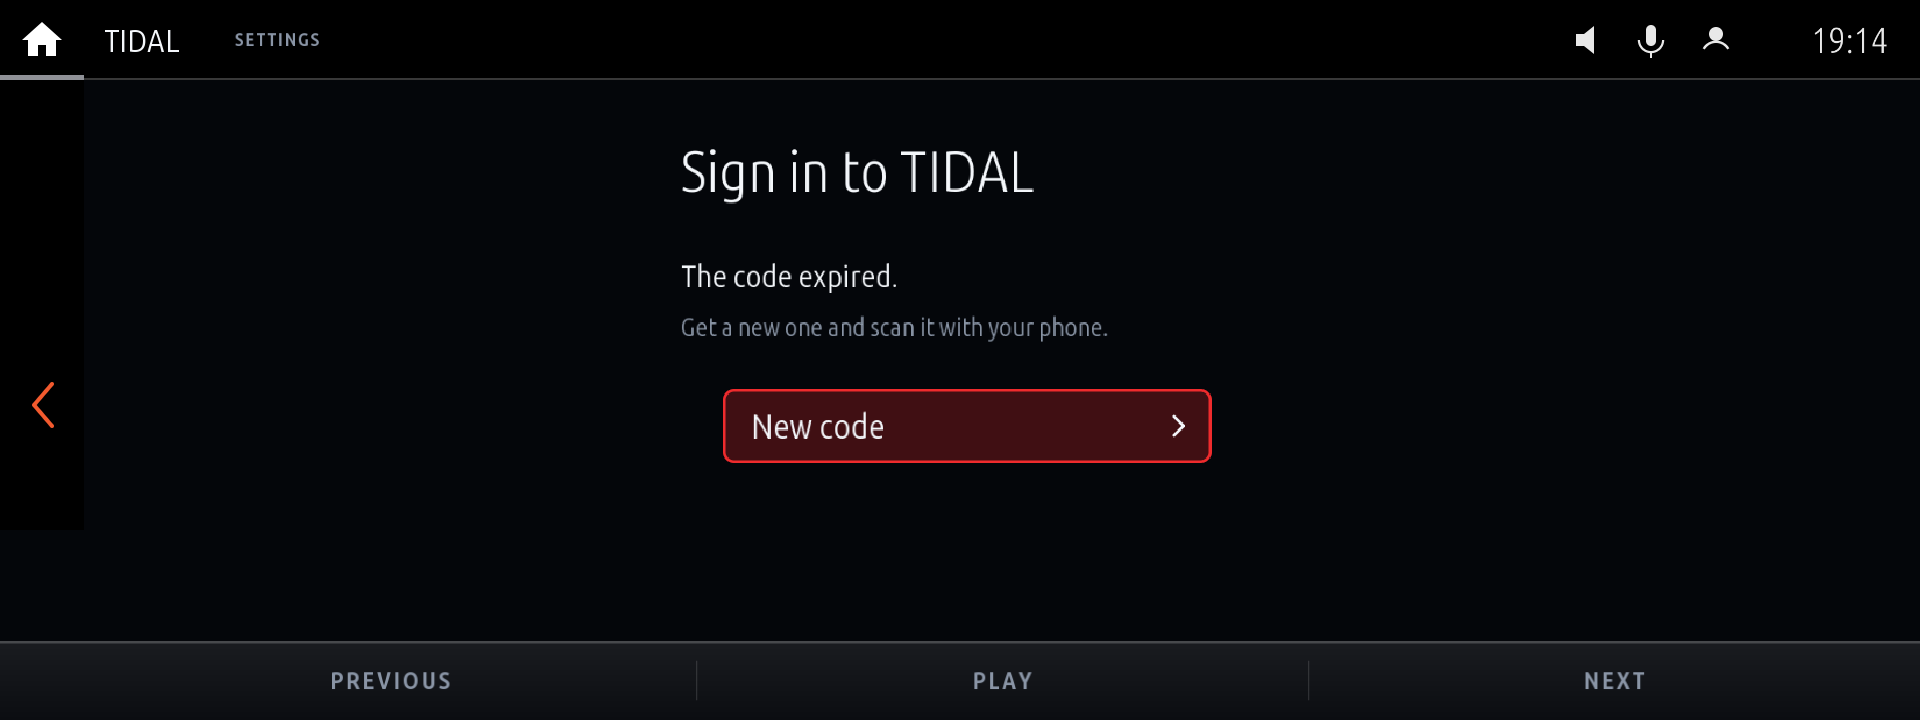 TIDAL SETTINGS 19:14
Sign in to TIDAL
The code expired.
Get a new one and scan it with your phone.
New code
PREVIOUS PLAY NEXT